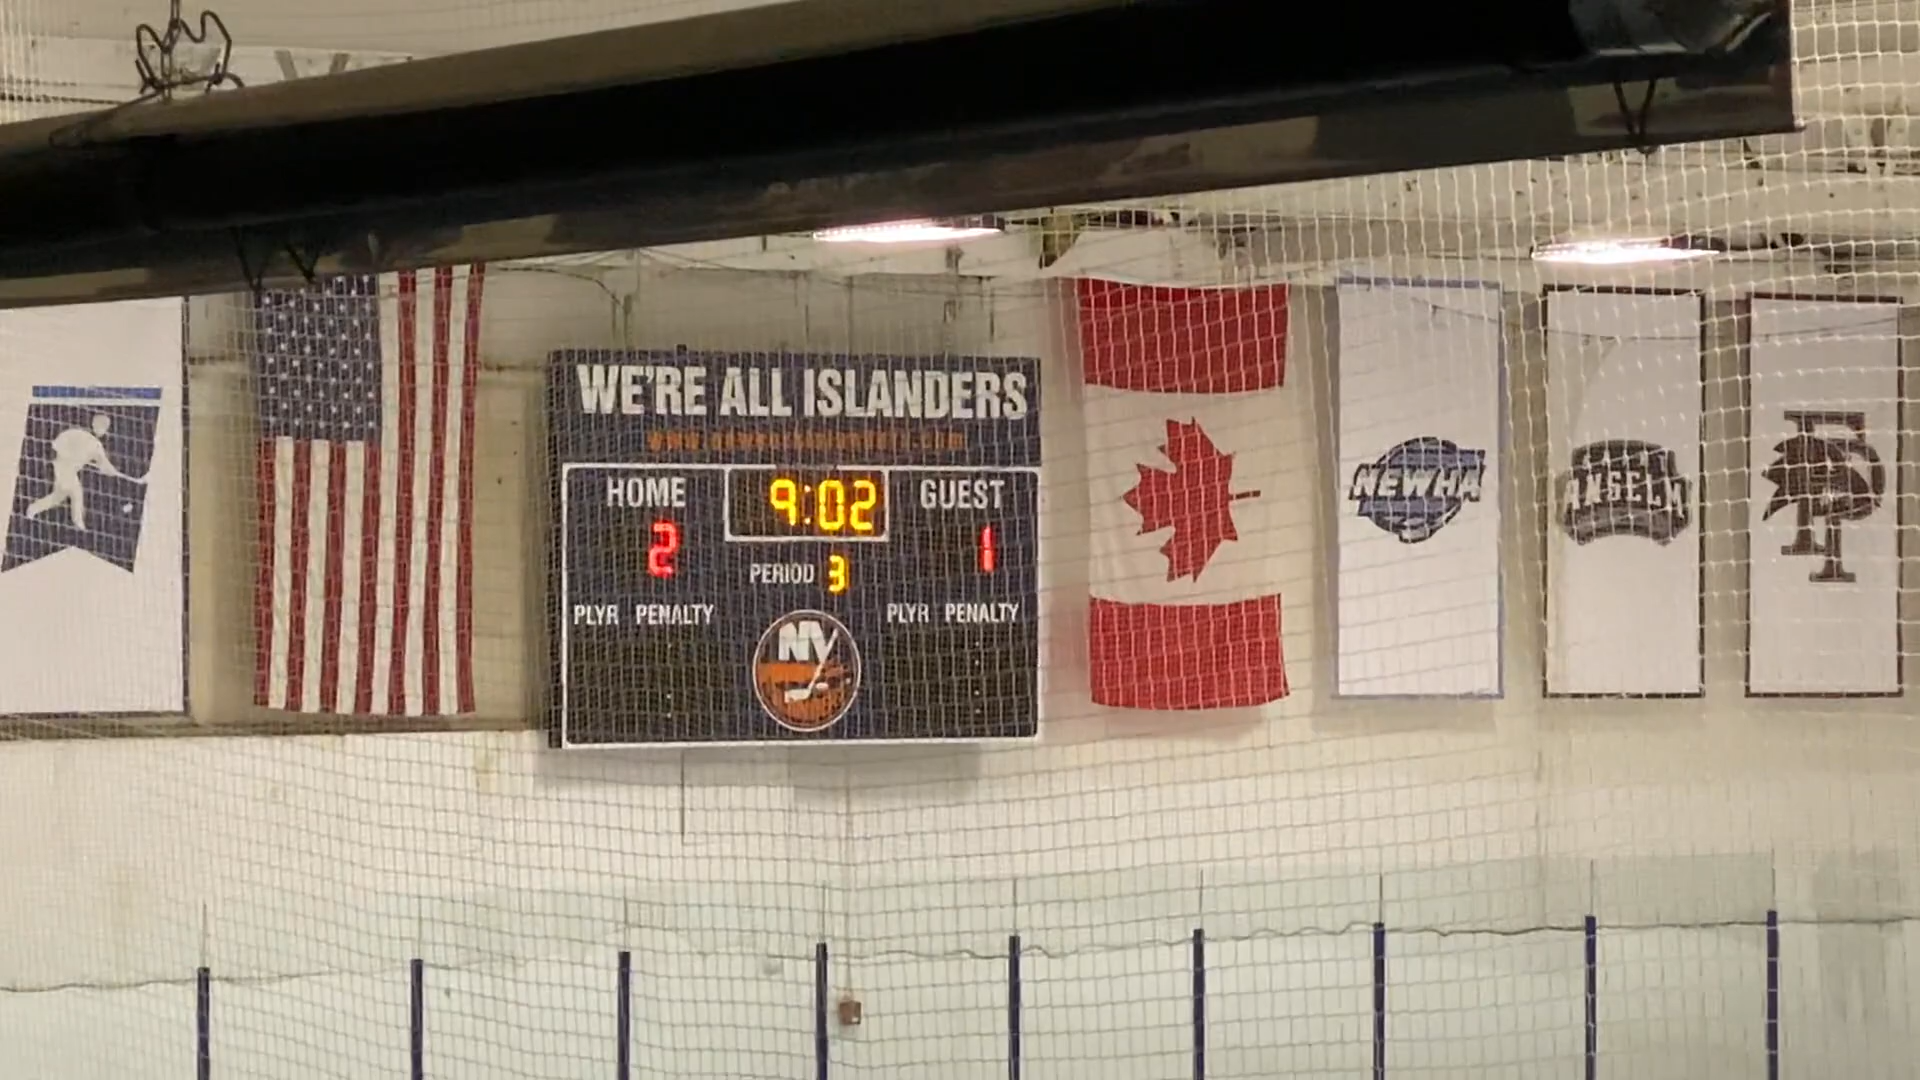 WE'RE ALL ISLANDERS
HOME
9:02
GUEST
2
1
PERIOD 3
PLYR PENALTY
PLYR PENALTY
NY
NEWHA
ANSELM